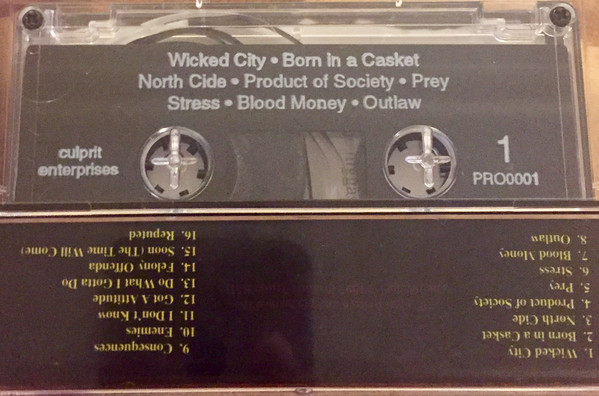 Wicked City • Born in a Casket
North Cide • Product of Society • Prey
Stress • Blood Money • Outlaw
culprit
enterprises
1
PRO0001
1. Wicked City
2. Born in a Casket
3. North Cide
4. Product of Society
5. Prey
6. Stress
7. Blood Money
8. Outlaw
9. Consequences
10. Enemies
11. I Don't Know
12. Got A Attitude
13. Do What I Gotta Do
14. Felony Offenda
15. Soon (The Time Will Come)
16. Reputed